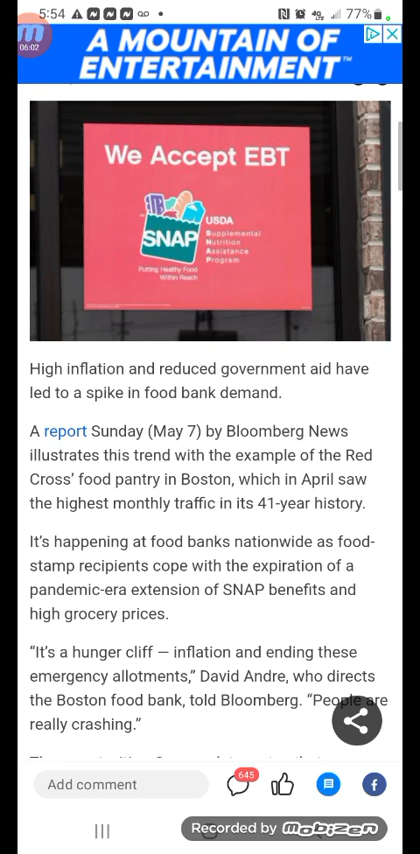 5:54
4G
77%
06:02
A MOUNTAIN OF
ENTERTAINMENT™
We Accept EBT
USDA
SNAP
Supplemental
Nutrition
Assistance
Program
Putting Healthy Food
Within Reach
High inflation and reduced government aid have
led to a spike in food bank demand.
A report Sunday (May 7) by Bloomberg News
illustrates this trend with the example of the Red
Cross’ food pantry in Boston, which in April saw
the highest monthly traffic in its 41-year history.
It’s happening at food banks nationwide as food-
stamp recipients cope with the expiration of a
pandemic-era extension of SNAP benefits and
high grocery prices.
“It’s a hunger cliff — inflation and ending these
emergency allotments,” David Andre, who directs
the Boston food bank, told Bloomberg. “People are
really crashing.”
Add comment
645
Recorded by mobizen